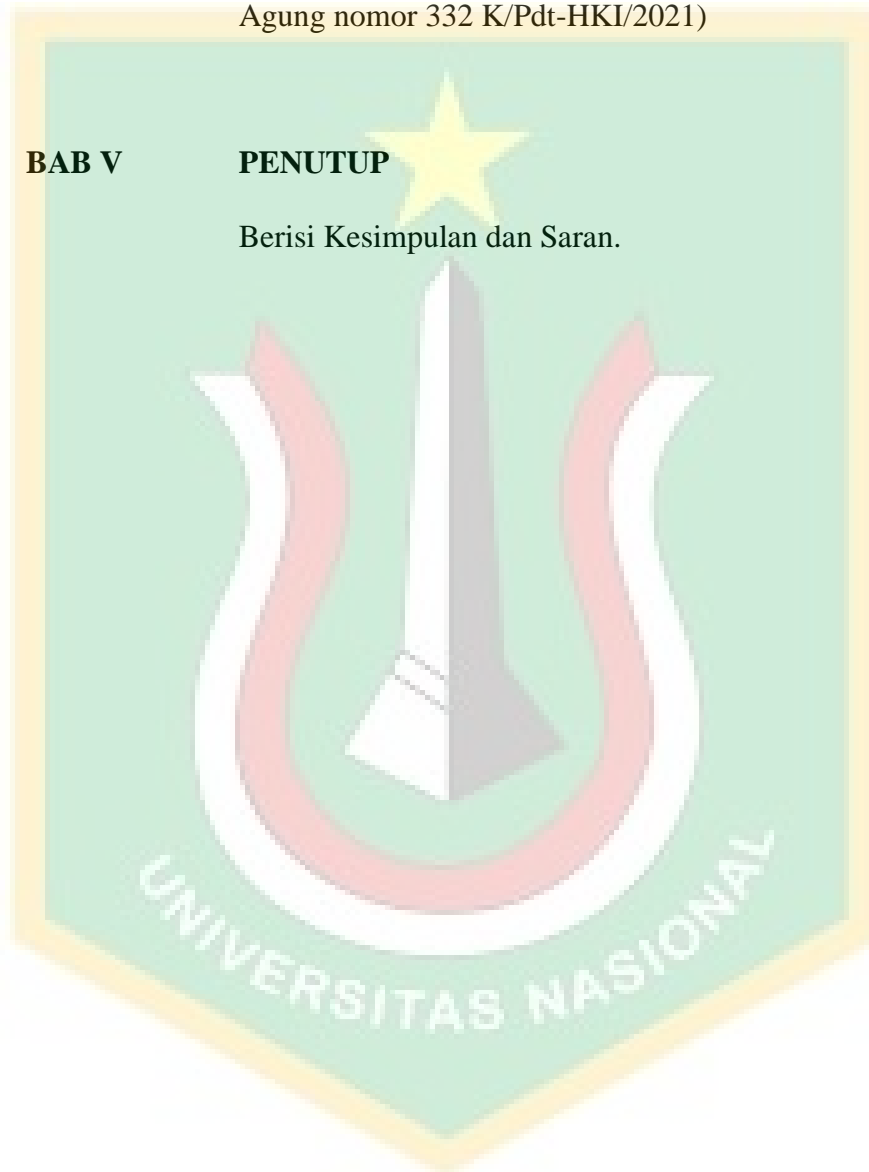 Agung nomor 332 K/Pdt-HKI/2021)
BAB V PENUTUP
Berisi Kesimpulan dan Saran.
UNIVERSITAS NASIONAL